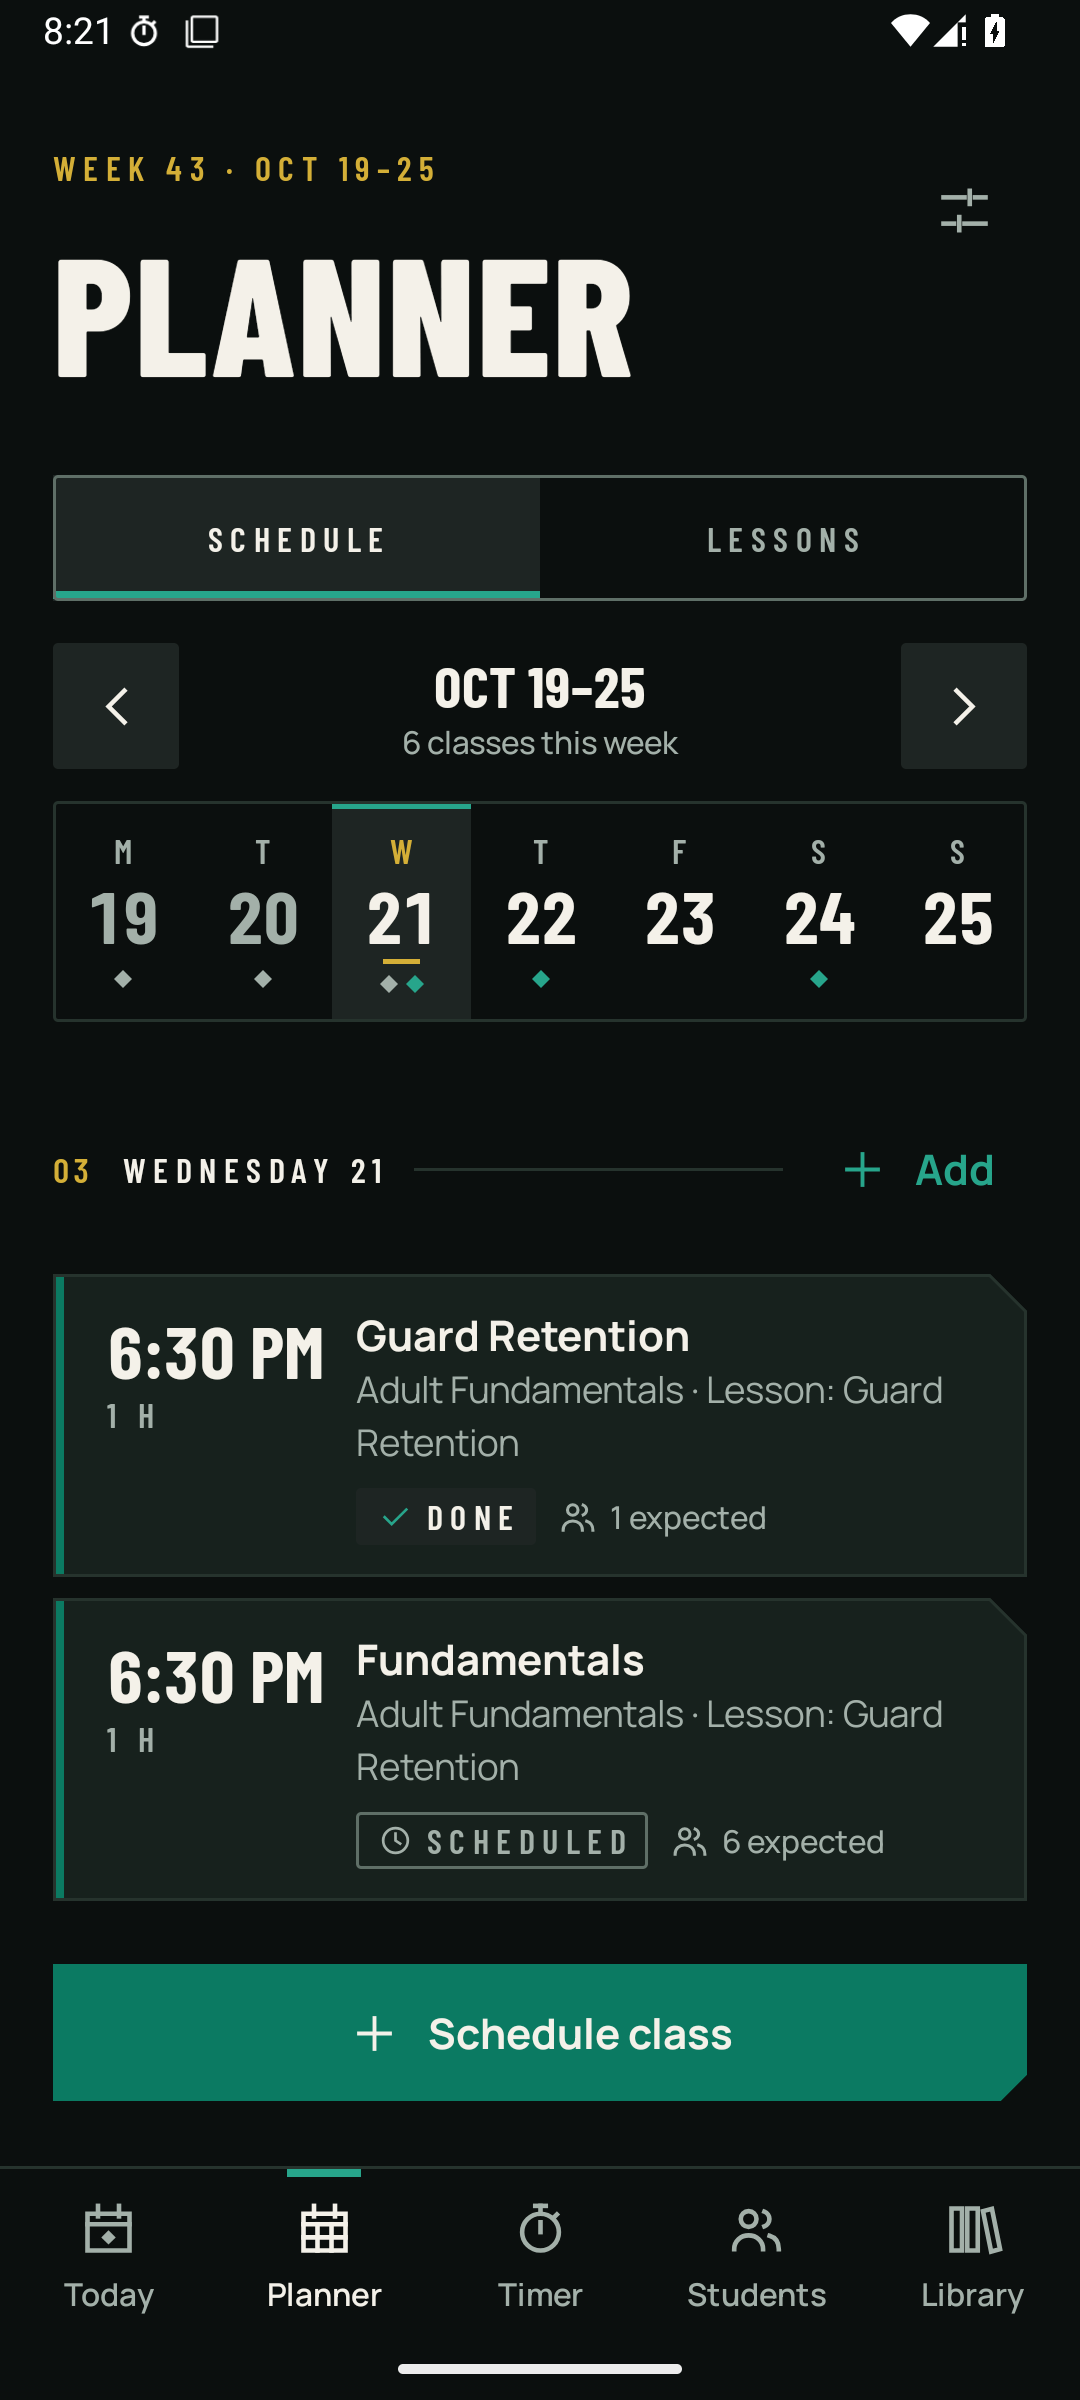 8:21
WEEK 43 · OCT 19–25
PLANNER
SCHEDULE
LESSONS
OCT 19–25
6 classes this week
M T W T F S S
19 20 21 22 23 24 25
03 WEDNESDAY 21
Add
6:30 PM
1 H
Guard Retention
Adult Fundamentals · Lesson: Guard
Retention
DONE
1 expected
6:30 PM
1 H
Fundamentals
Adult Fundamentals · Lesson: Guard
Retention
SCHEDULED
6 expected
Schedule class
Today
Planner
Timer
Students
Library